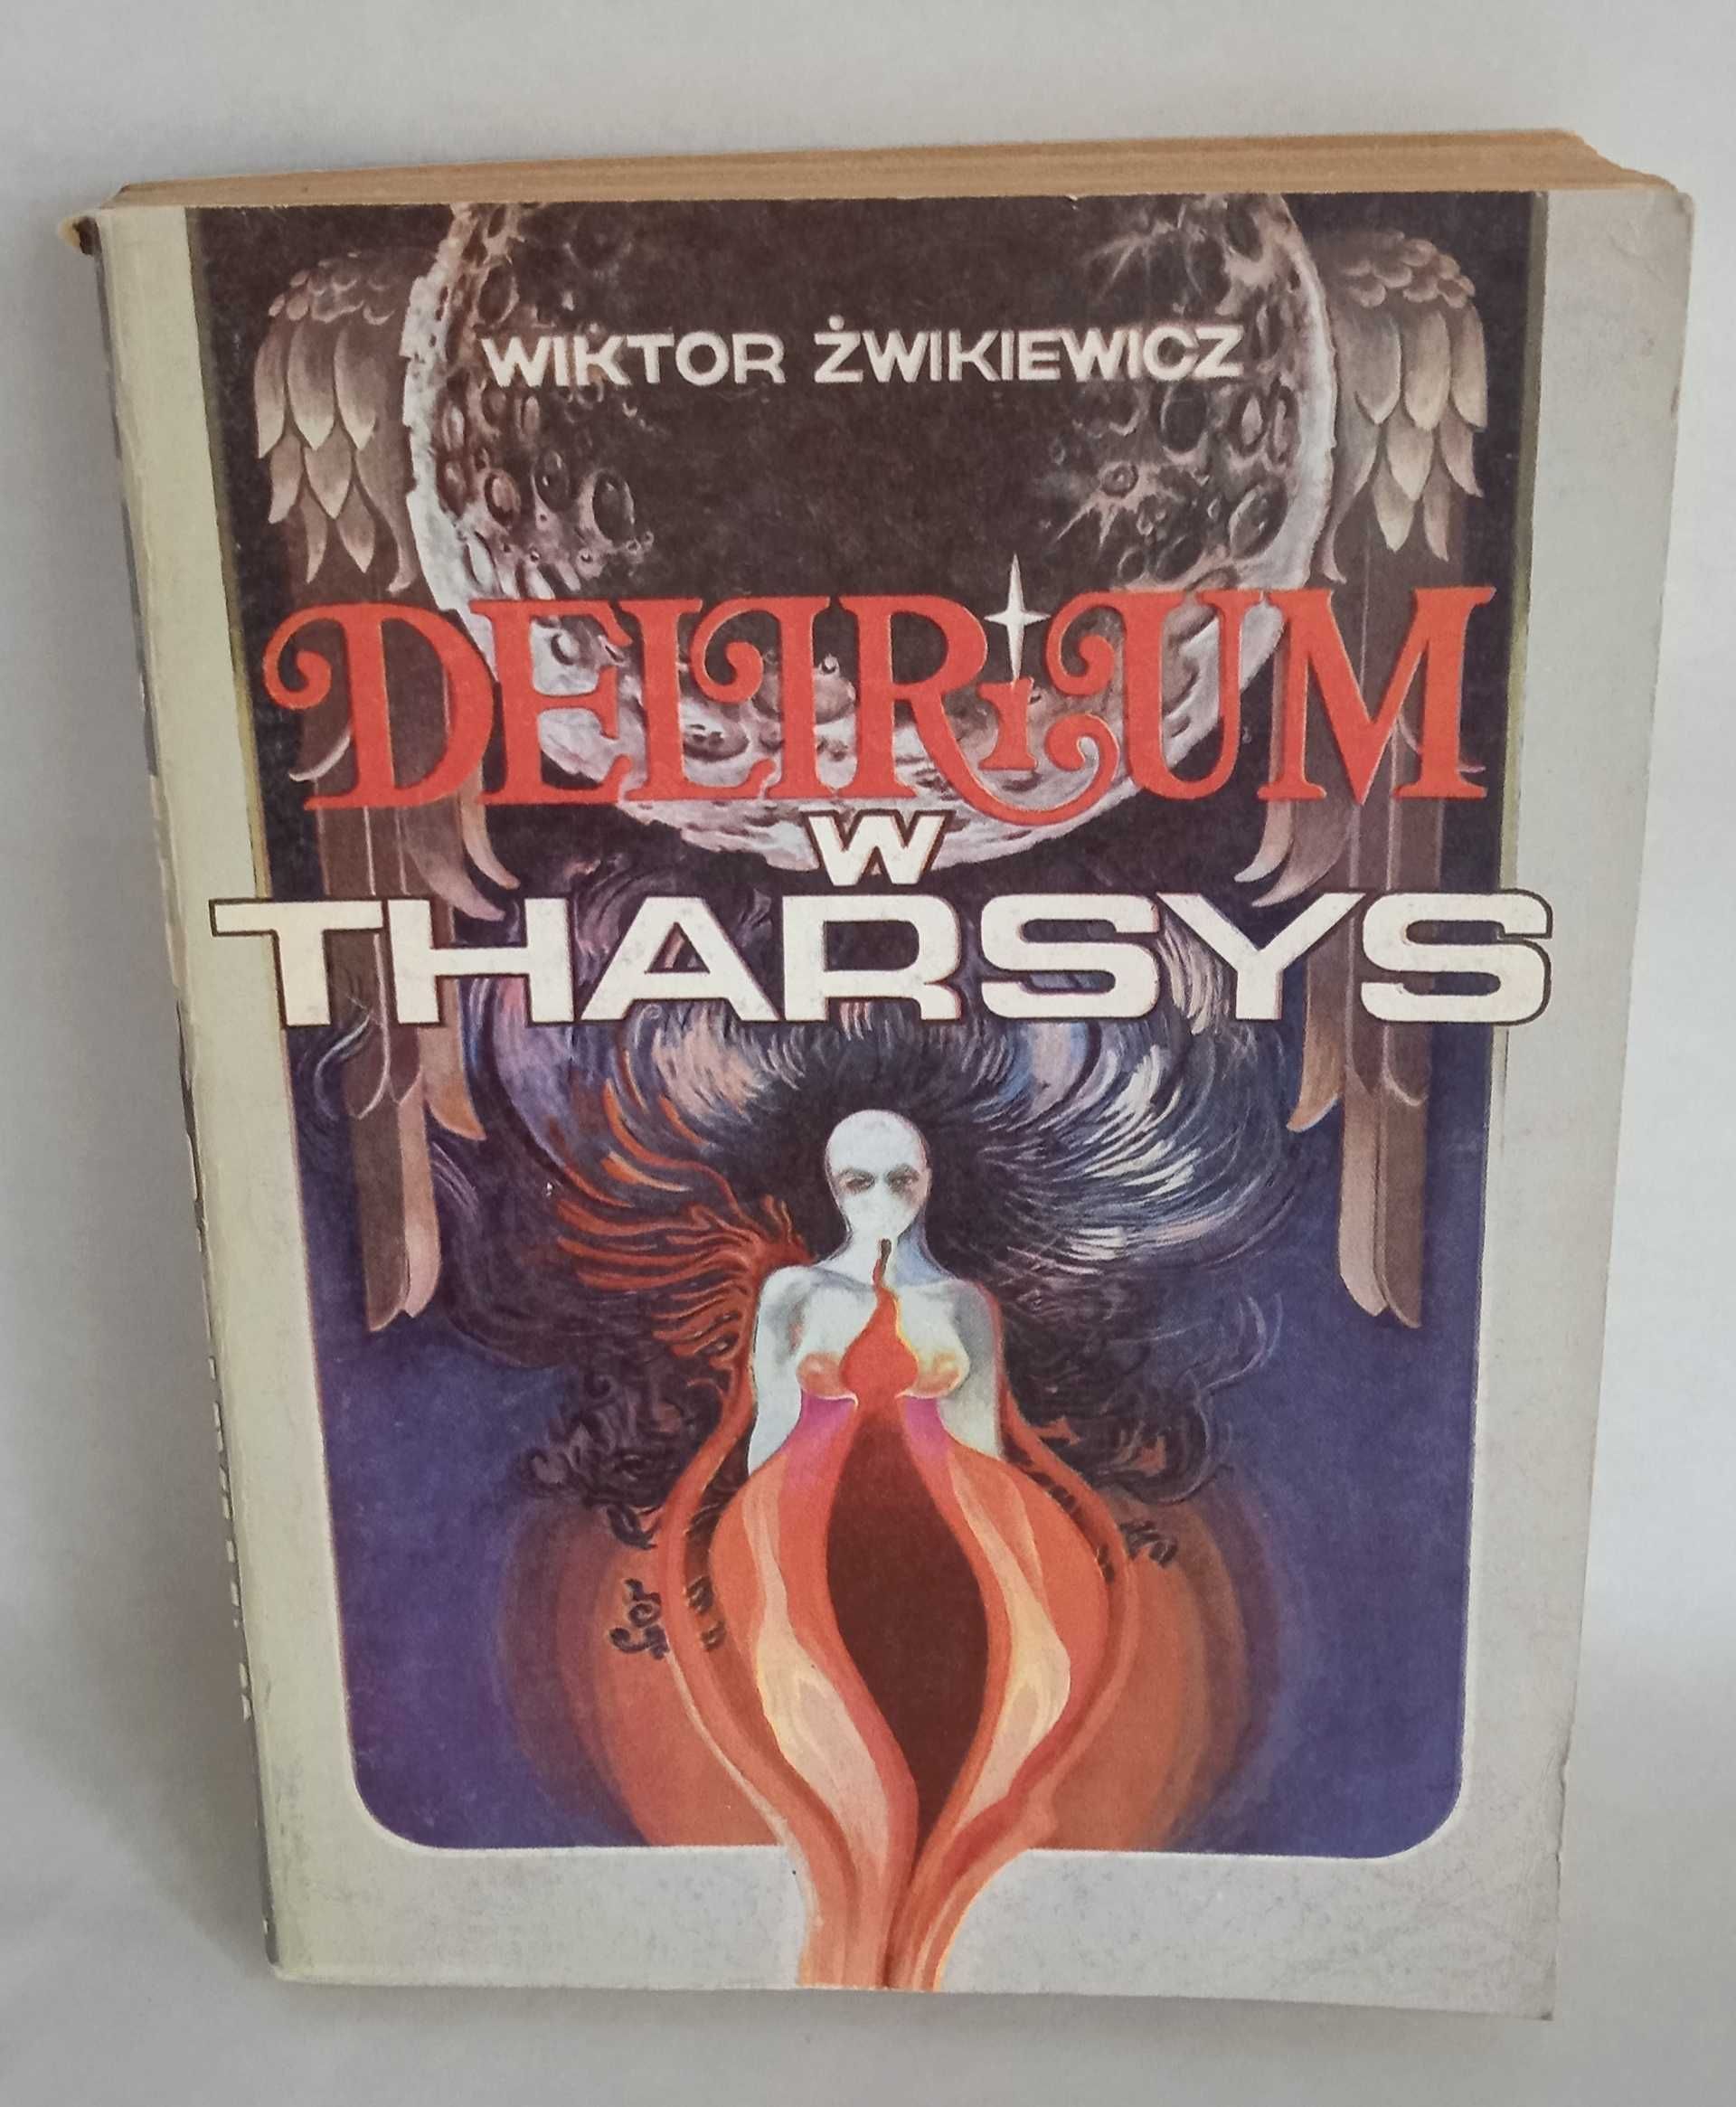 WIKTOR ŻWIKIEWICZ
DELIRiUM
W
THARSYS